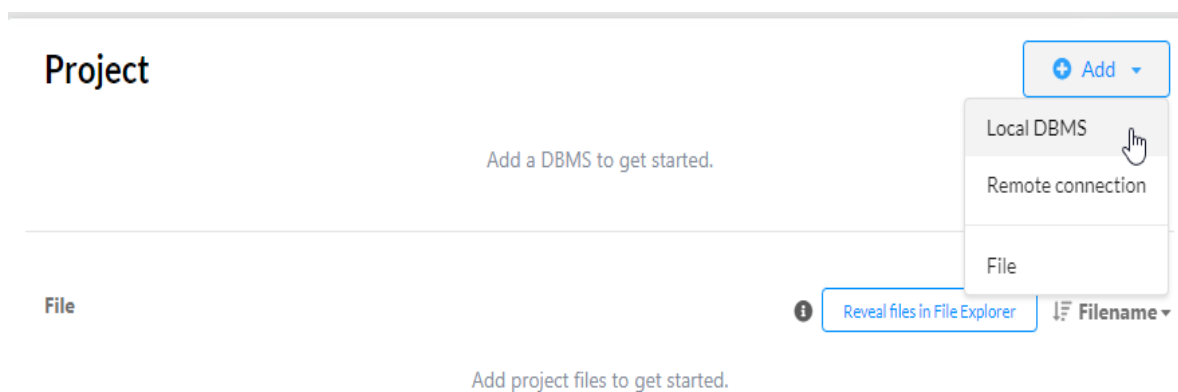 Project
Add
Local DBMS
Add a DBMS to get started.
Remote connection
File
File
Reveal files in File Explorer
Filename
Add project files to get started.